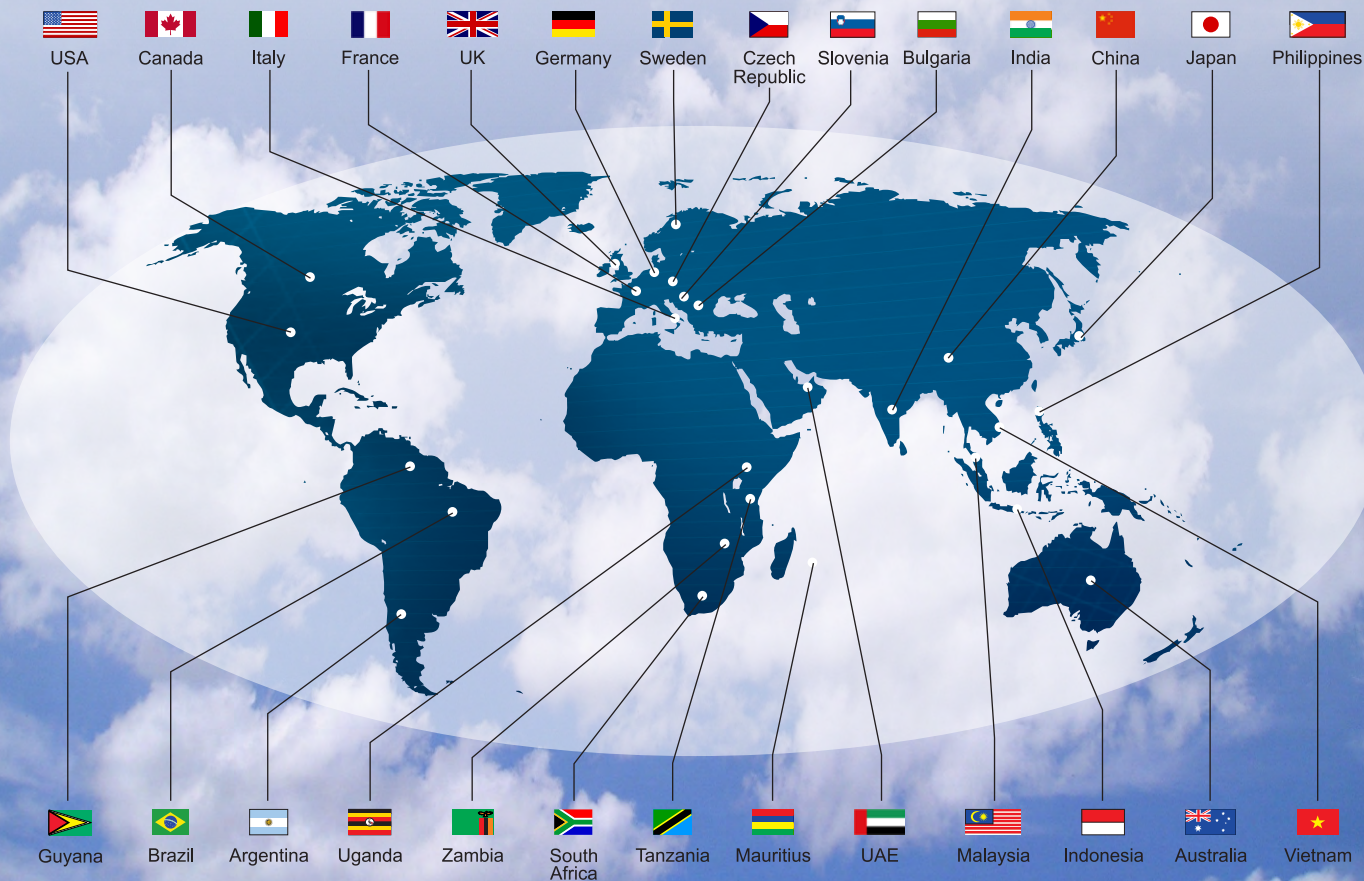 USA
Canada
Italy
France
UK
Germany
Sweden
Czech
Republic
Slovenia
Bulgaria
India
China
Japan
Philippines
Guyana
Brazil
Argentina
Uganda
Zambia
South
Africa
Tanzania
Mauritius
UAE
Malaysia
Indonesia
Australia
Vietnam